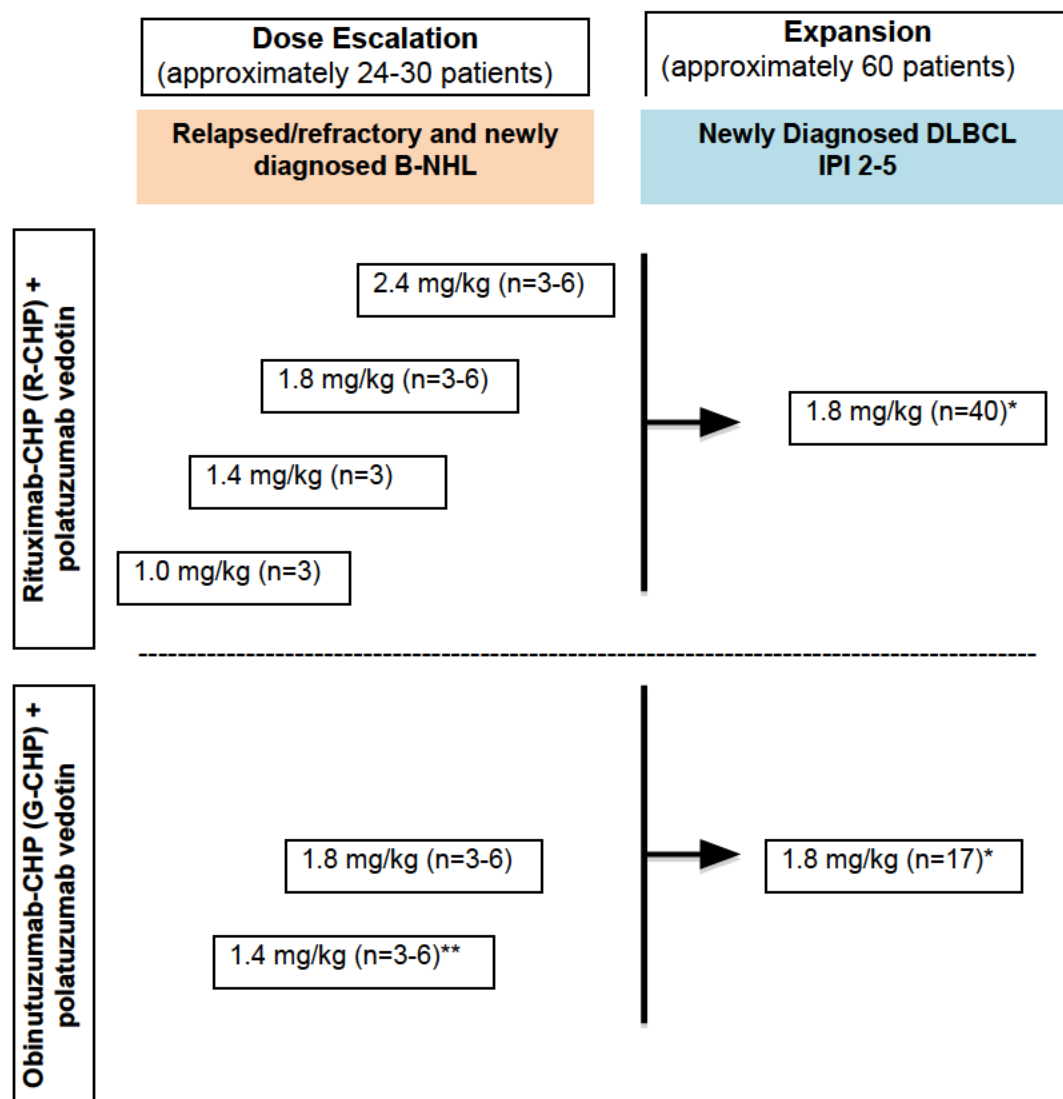 Dose Escalation
(approximately 24-30 patients)
Expansion
(approximately 60 patients)
Relapsed/refractory and newly
diagnosed B-NHL
Newly Diagnosed DLBCL
IPI 2-5
Rituximab-CHP (R-CHP) +
polatuzumab vedotin
2.4 mg/kg (n=3-6)
1.8 mg/kg (n=3-6)
1.4 mg/kg (n=3)
1.0 mg/kg (n=3)
1.8 mg/kg (n=40)*
Obinutuzumab-CHP (G-CHP) +
polatuzumab vedotin
1.8 mg/kg (n=3-6)
1.4 mg/kg (n=3-6)**
1.8 mg/kg (n=17)*